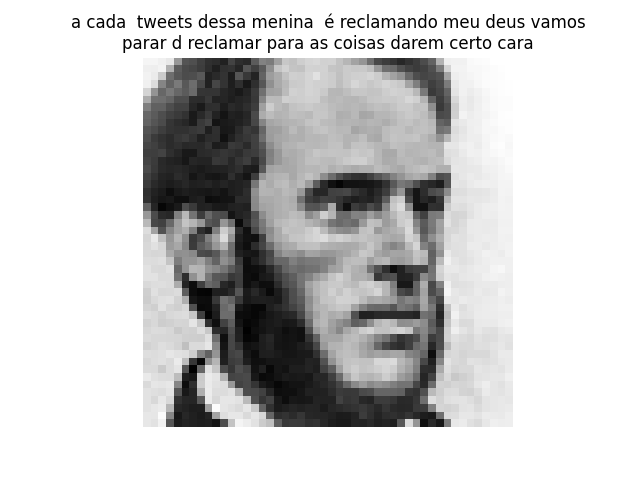 a cada  tweets dessa menina  é reclamando meu deus vamos
parar d reclamar para as coisas darem certo cara